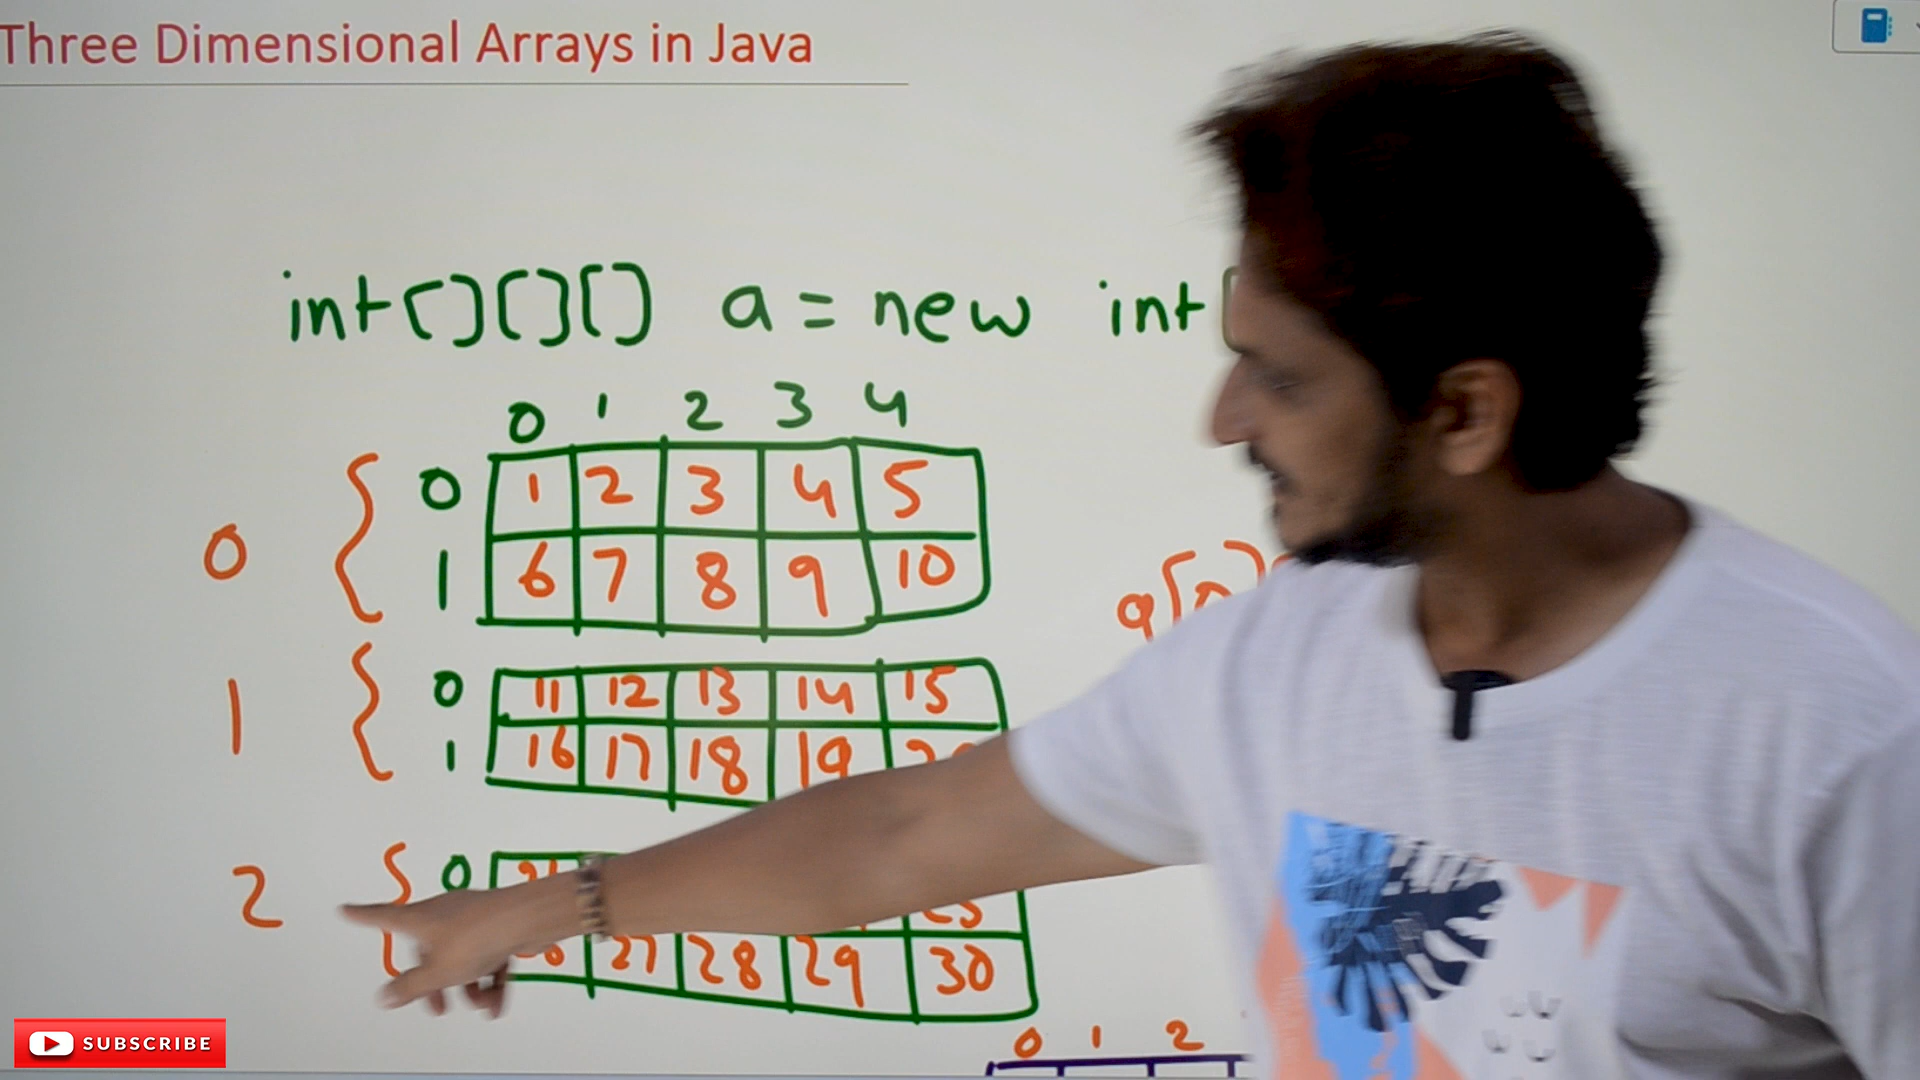 Three Dimensional Arrays in Java
int[][][] a = new int[
0 1 2 3 4
0 1 2 3 4 5
0
1 6 7 8 9 10
0 11 12 13 14 15
1
1 16 17 18 19
0
2
27 28 29 30
0 1 2
SUBSCRIBE